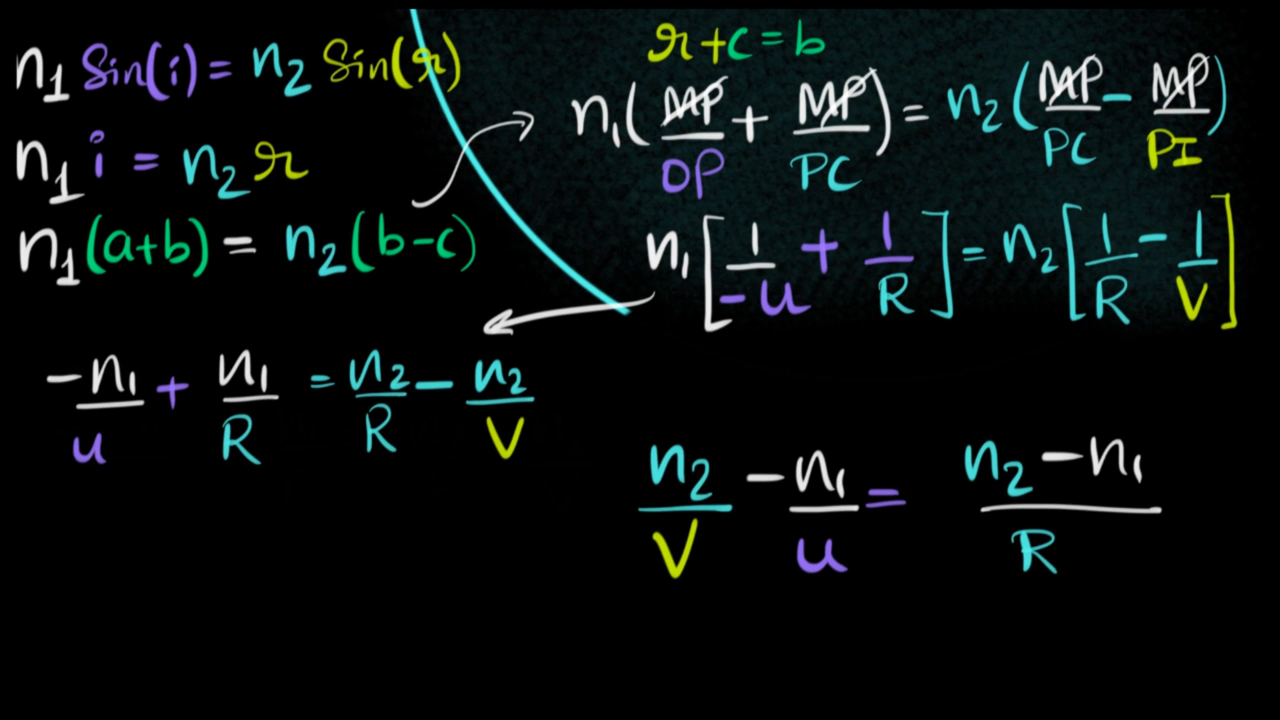 n₁ Sin(i) = n₂ Sin(r)
n₁ i = n₂ r
n₁(a+b) = n₂(b-c)
r+c=b
n₁(MP/OP + MP/PC) = n₂(MP/PC - MP/PI)
n₁[1/-u + 1/R] = n₂[1/R - 1/V]
-n₁/u + n₁/R = n₂/R - n₂/V
n₂/V - n₁/u = n₂-n₁/R